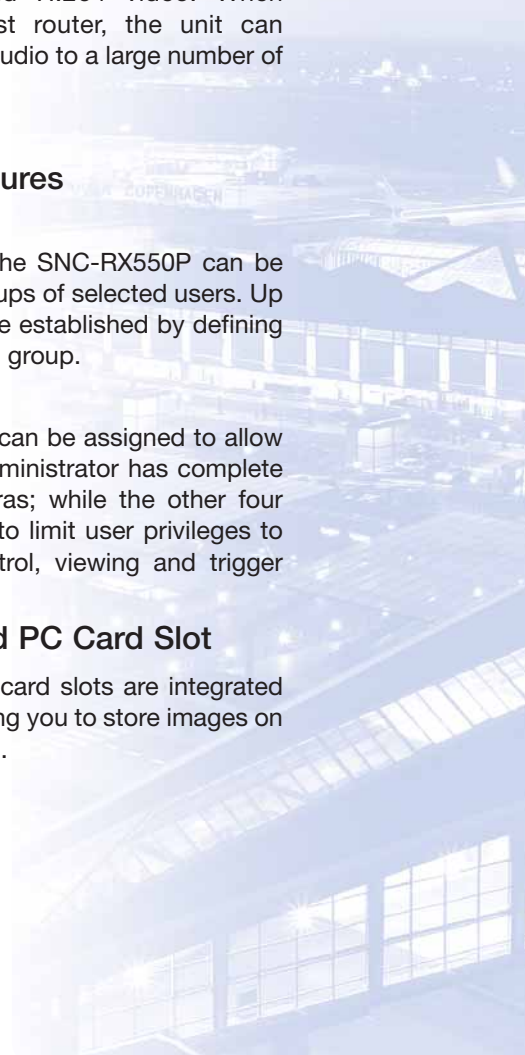 st router, the unit can
udio to a large number of
ures
COPENHAGEN
he SNC-RX550P can be
ups of selected users. Up
e established by defining
group.
can be assigned to allow
dministrator has complete
ras; while the other four
to limit user privileges to
trol, viewing and trigger
d PC Card Slot
card slots are integrated
ng you to store images on
.